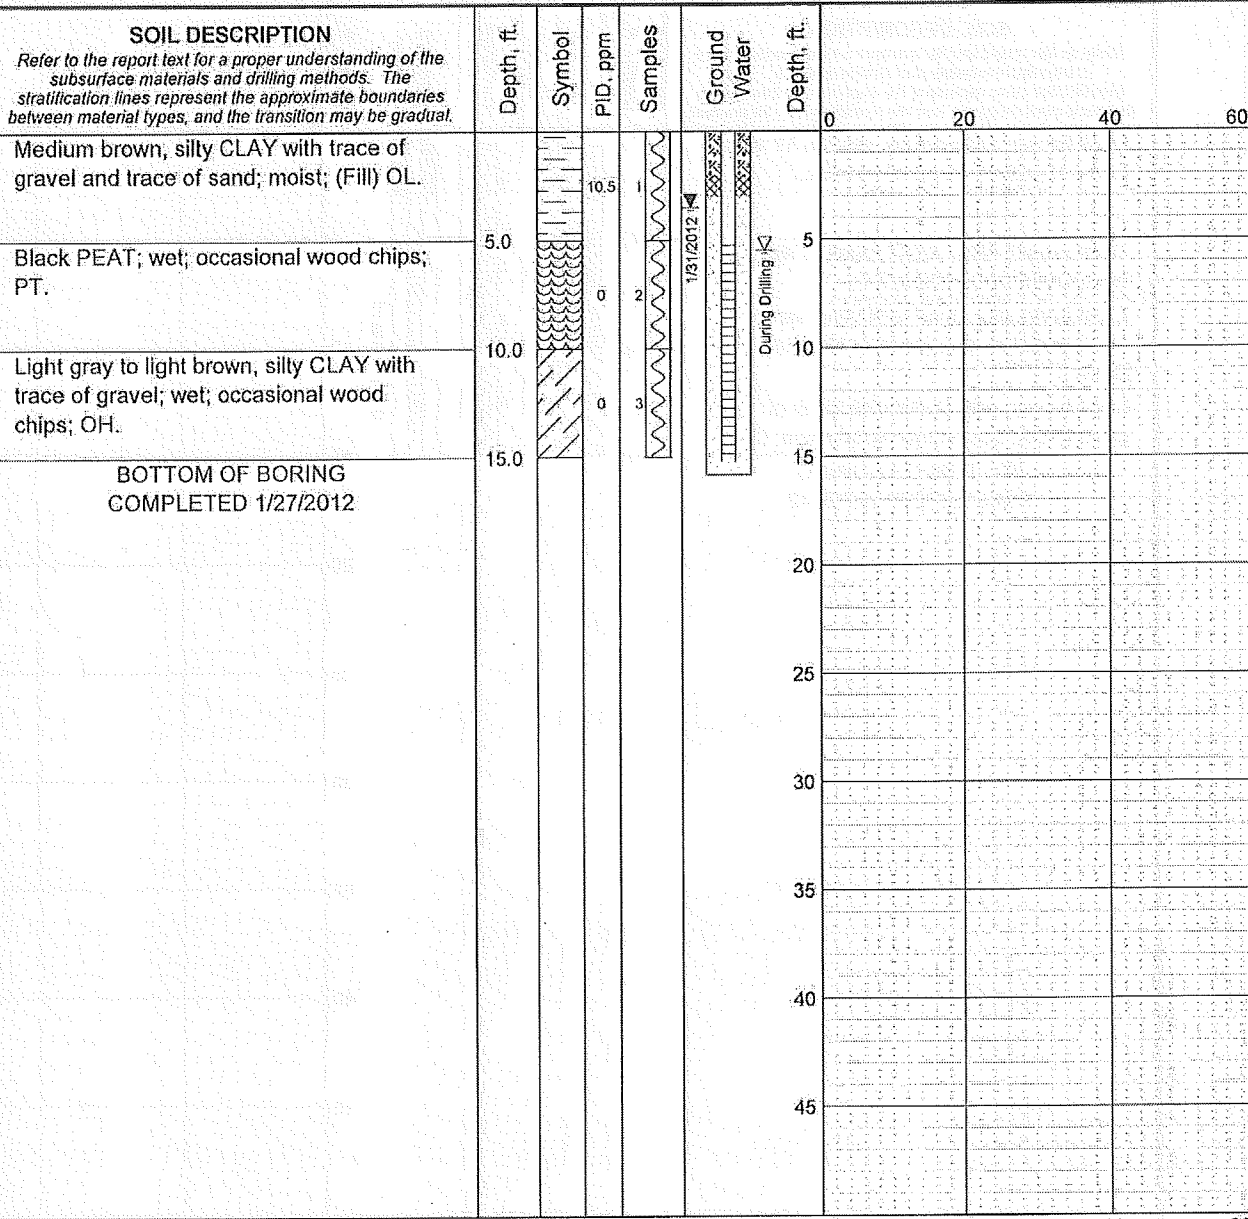 SOIL DESCRIPTION
Refer to the report text for a proper understanding of the
subsurface materials and drilling methods. The
stratification lines represent the approximate boundaries
between material types, and the transition may be gradual.
Depth, ft.
Symbol
PID, ppm
Samples
Ground
Water
Depth, ft.
0 20 40 60
Medium brown, silty CLAY with trace of
gravel and trace of sand; moist; (Fill) OL.
10.5 1
1/31/2012
5.0
Black PEAT; wet; occasional wood chips;
PT.
0 2
During Drilling
5
10.0
Light gray to light brown, silty CLAY with
trace of gravel; wet; occasional wood
chips; OH.
0 3
10
15.0
15
BOTTOM OF BORING
COMPLETED 1/27/2012
20
25
30
35
40
45